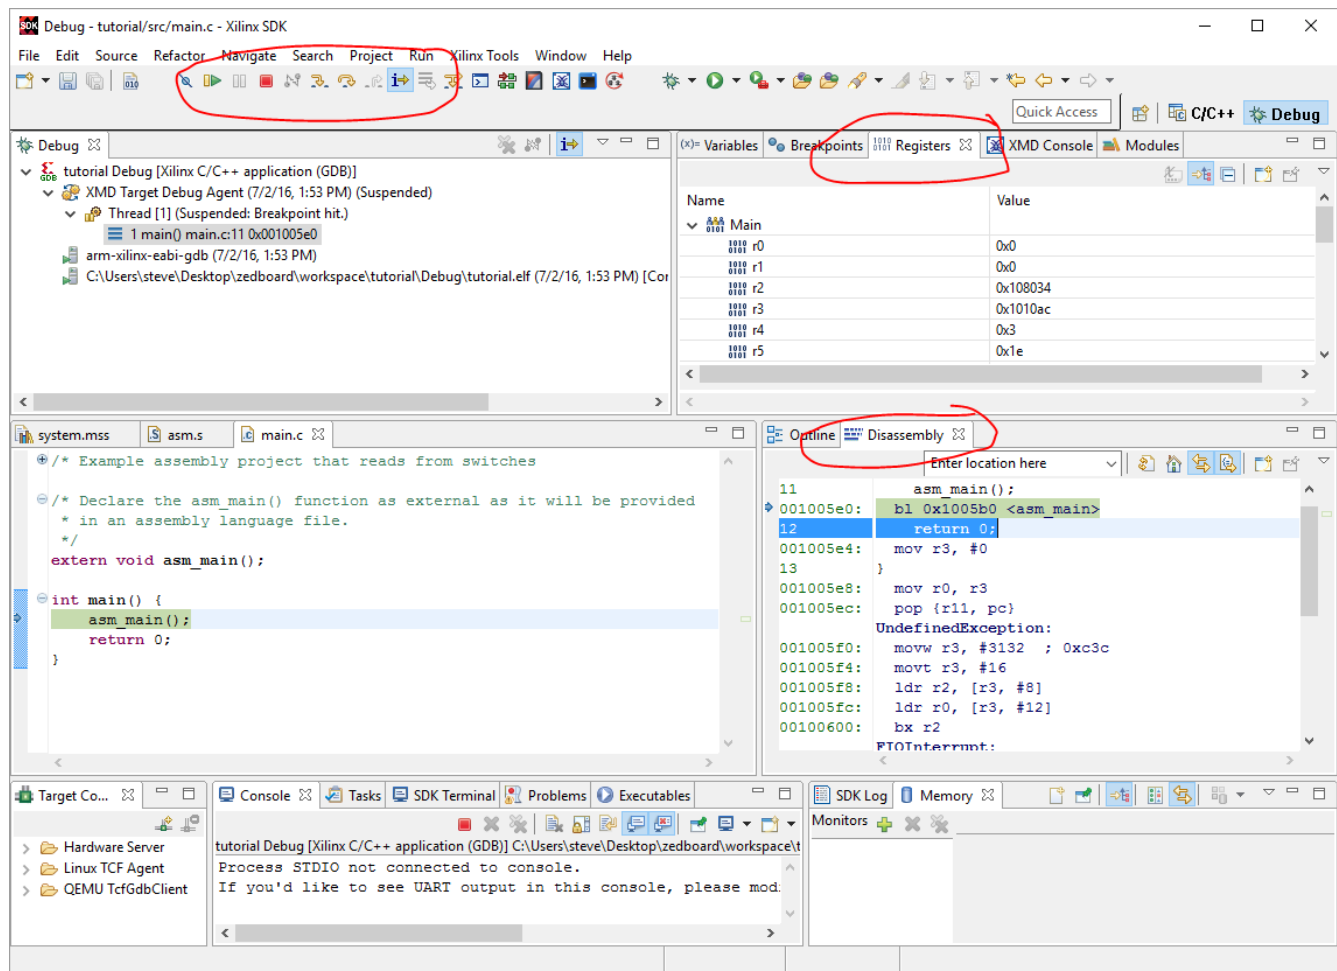 SDK Debug - tutorial/src/main.c - Xilinx SDK
File Edit Source Refactor Navigate Search Project Run Xilinx Tools Window Help
Quick Access
C/C++
Debug
Debug
tutorial Debug [Xilinx C/C++ application (GDB)]
XMD Target Debug Agent (7/2/16, 1:53 PM) (Suspended)
Thread [1] (Suspended: Breakpoint hit.)
1 main() main.c:11 0x001005e0
arm-xilinx-eabi-gdb (7/2/16, 1:53 PM)
C:\Users\steve\Desktop\zedboard\workspace\tutorial\Debug\tutorial.elf (7/2/16, 1:53 PM) [Cor
(x)= Variables Breakpoints Registers XMD Console Modules
Name Value
Main
r0 0x0
r1 0x0
r2 0x108034
r3 0x1010ac
r4 0x3
r5 0x1e
system.mss asm.s main.c
/* Example assembly project that reads from switches
/* Declare the asm_main() function as external as it will be provided
* in an assembly language file.
*/
extern void asm_main();
int main() {
asm_main();
return 0;
}
Outline Disassembly
Enter location here
11 asm_main();
001005e0: bl 0x1005b0 <asm_main>
12 return 0;
001005e4: mov r3, #0
13 }
001005e8: mov r0, r3
001005ec: pop {r11, pc}
UndefinedException:
001005f0: movw r3, #3132 ; 0xc3c
001005f4: movt r3, #16
001005f8: ldr r2, [r3, #8]
001005fc: ldr r0, [r3, #12]
00100600: bx r2
FIQInterrupt:
Target Co...
Hardware Server
Linux TCF Agent
QEMU TcfGdbClient
Console Tasks SDK Terminal Problems Executables
tutorial Debug [Xilinx C/C++ application (GDB)] C:\Users\steve\Desktop\zedboard\workspace\t
Process STDIO not connected to console.
If you'd like to see UART output in this console, please mod
SDK Log Memory
Monitors